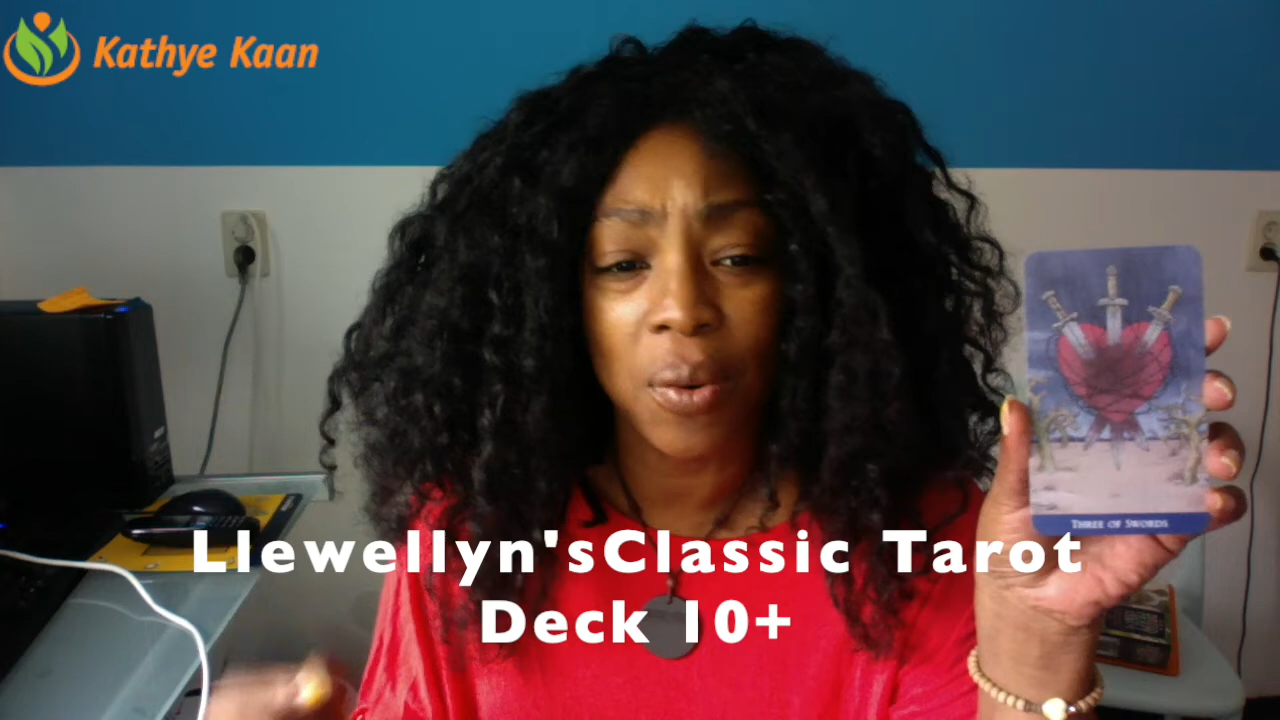 Kathye Kaan
Llewellyn'sClassic Tarot
Deck 10+
THREE OF SWORDS